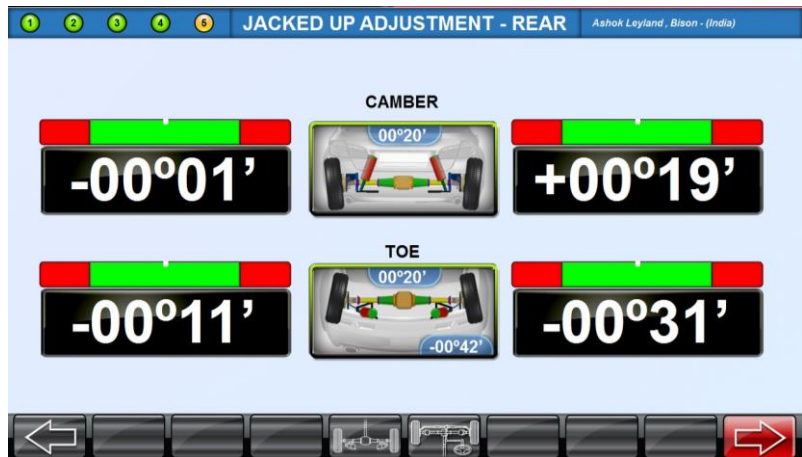 1 2 3 4 5 JACKED UP ADJUSTMENT - REAR Ashok Leyland , Bison - (India)
CAMBER
00º20’
-00º01’ +00º19’
TOE
00º20’
-00º11’ -00º31’
-00º42’